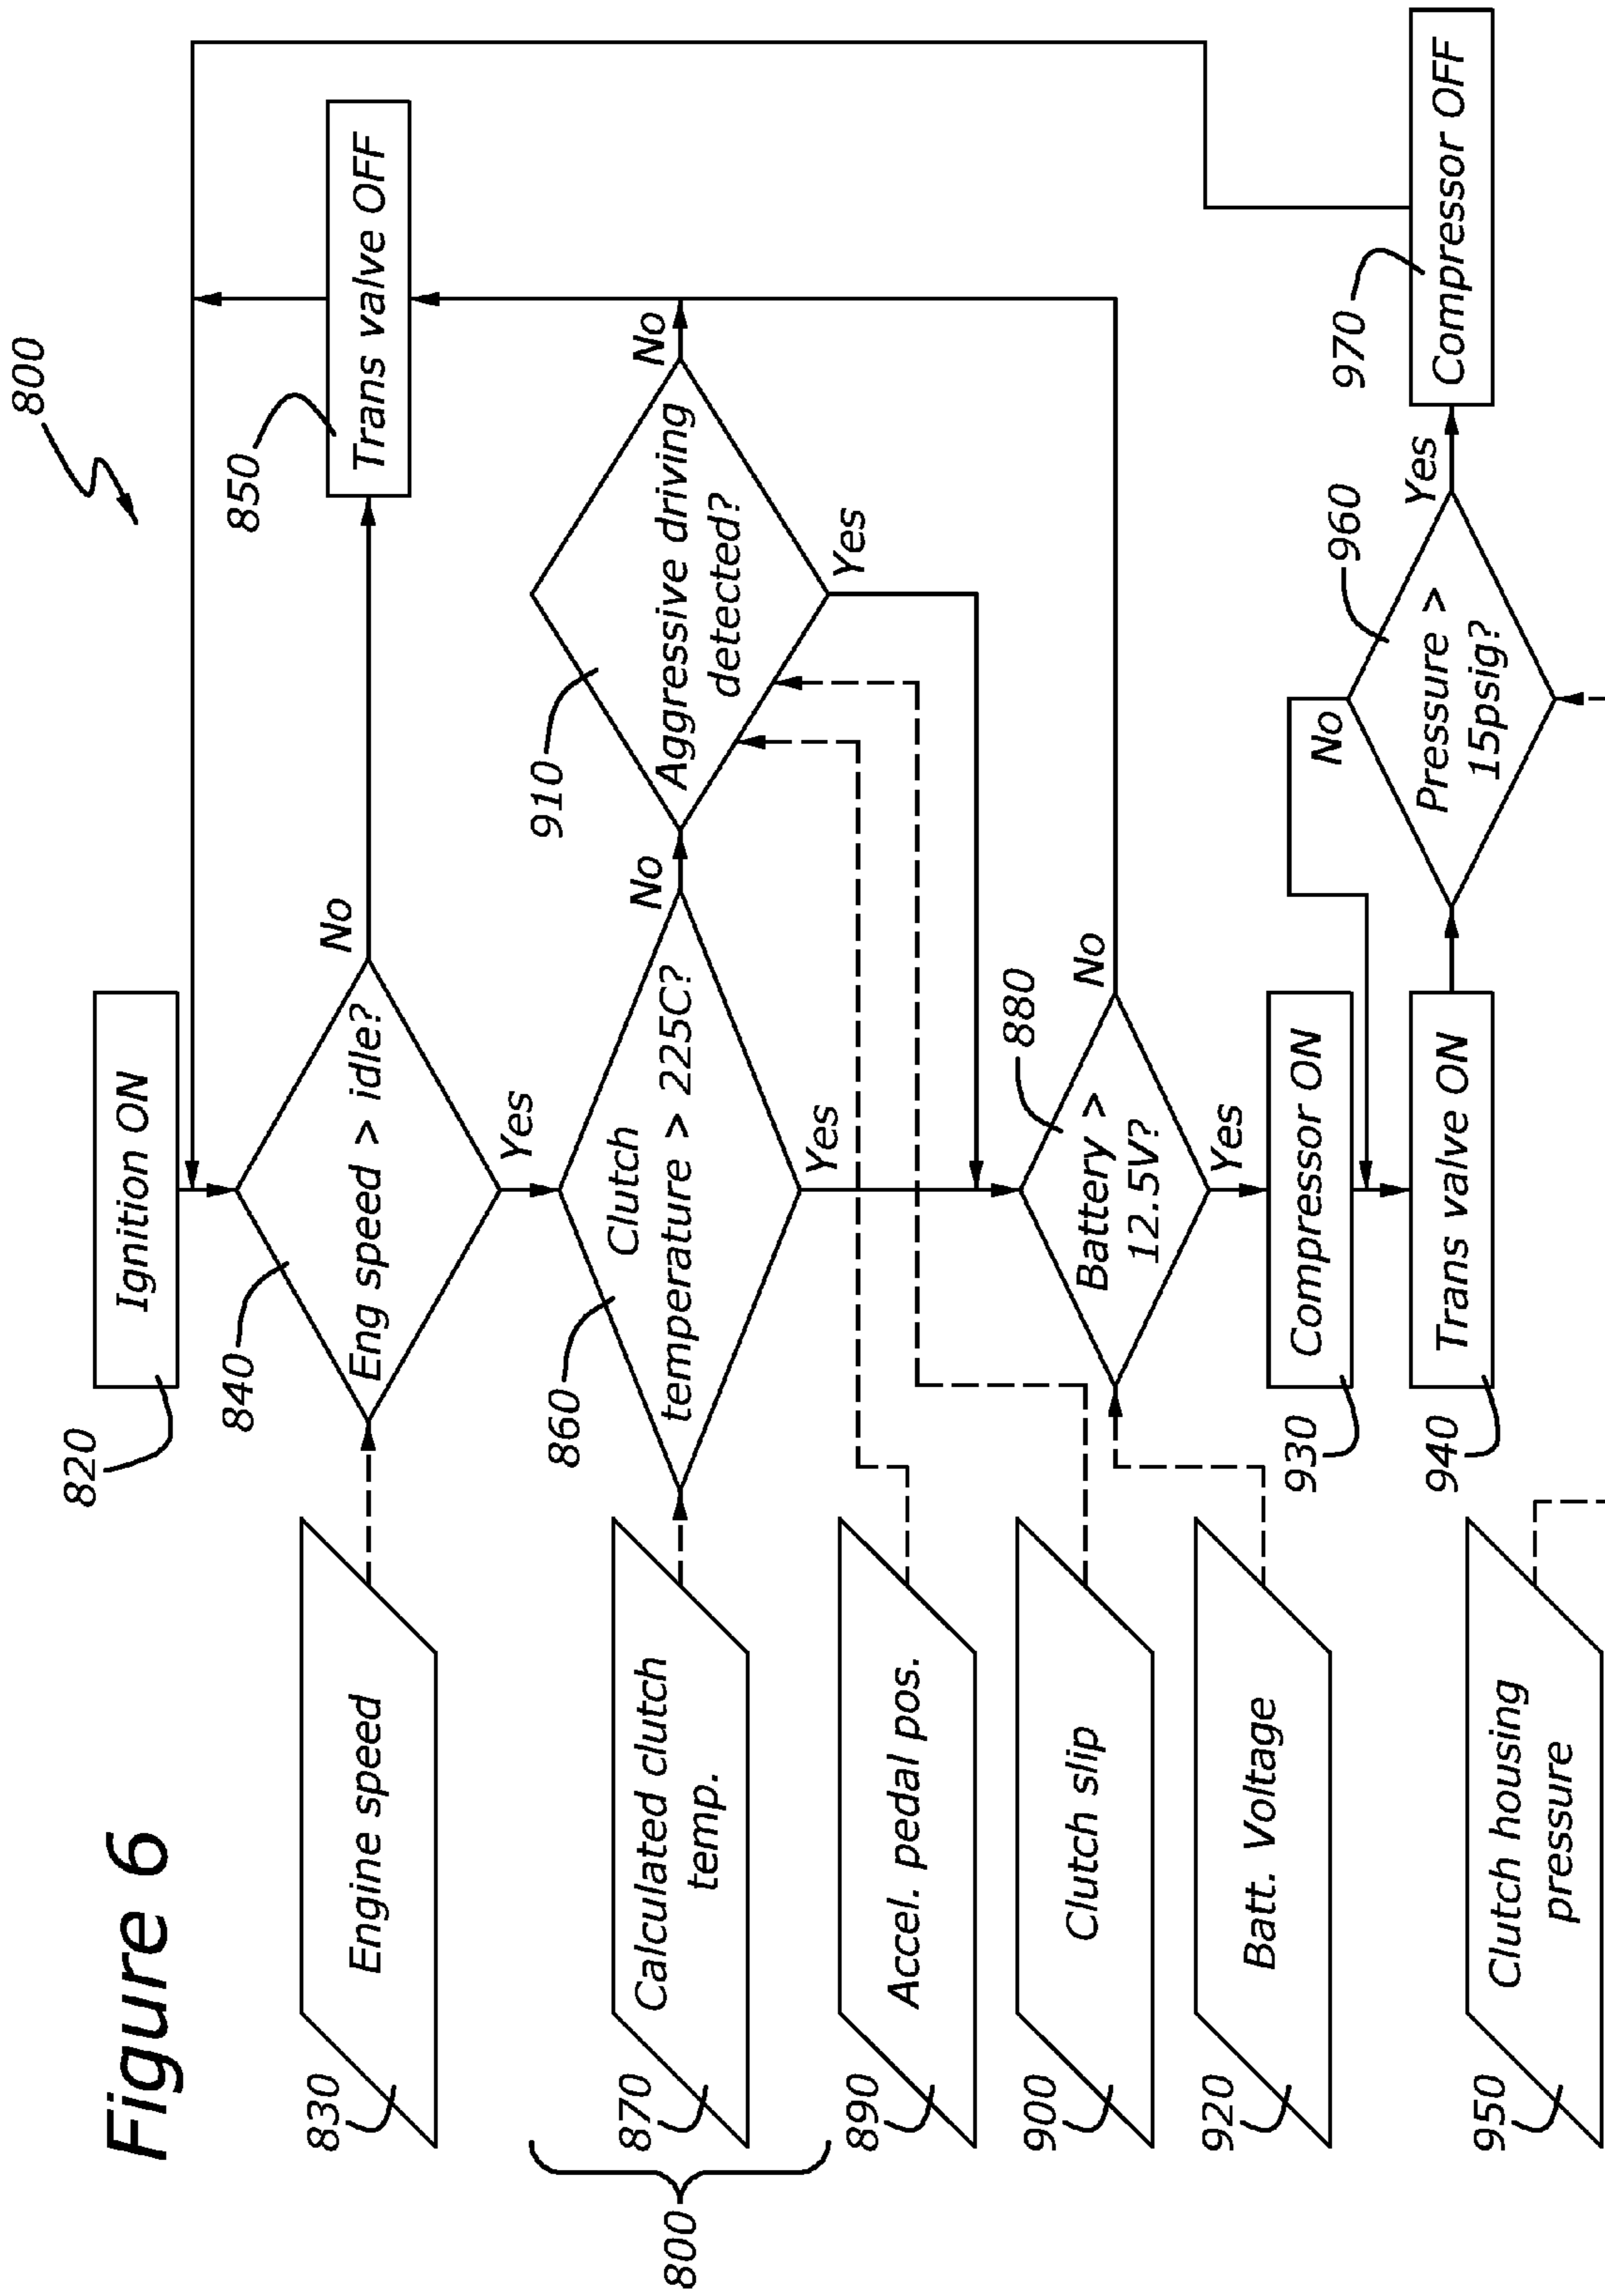 Figure 6
800
820
Ignition ON
830
Engine speed
840
Eng speed > idle?
No
Yes
850
Trans valve OFF
800
870
Calculated clutch
temp.
860
Clutch
temperature > 225C?
No
Yes
910
Aggressive driving
detected?
No
Yes
890
Accel. pedal pos.
900
Clutch slip
880
Battery >
12.5V?
No
Yes
920
Batt. Voltage
930
Compressor ON
940
Trans valve ON
950
Clutch housing
pressure
960
Pressure >
15psig?
No
Yes
970
Compressor OFF